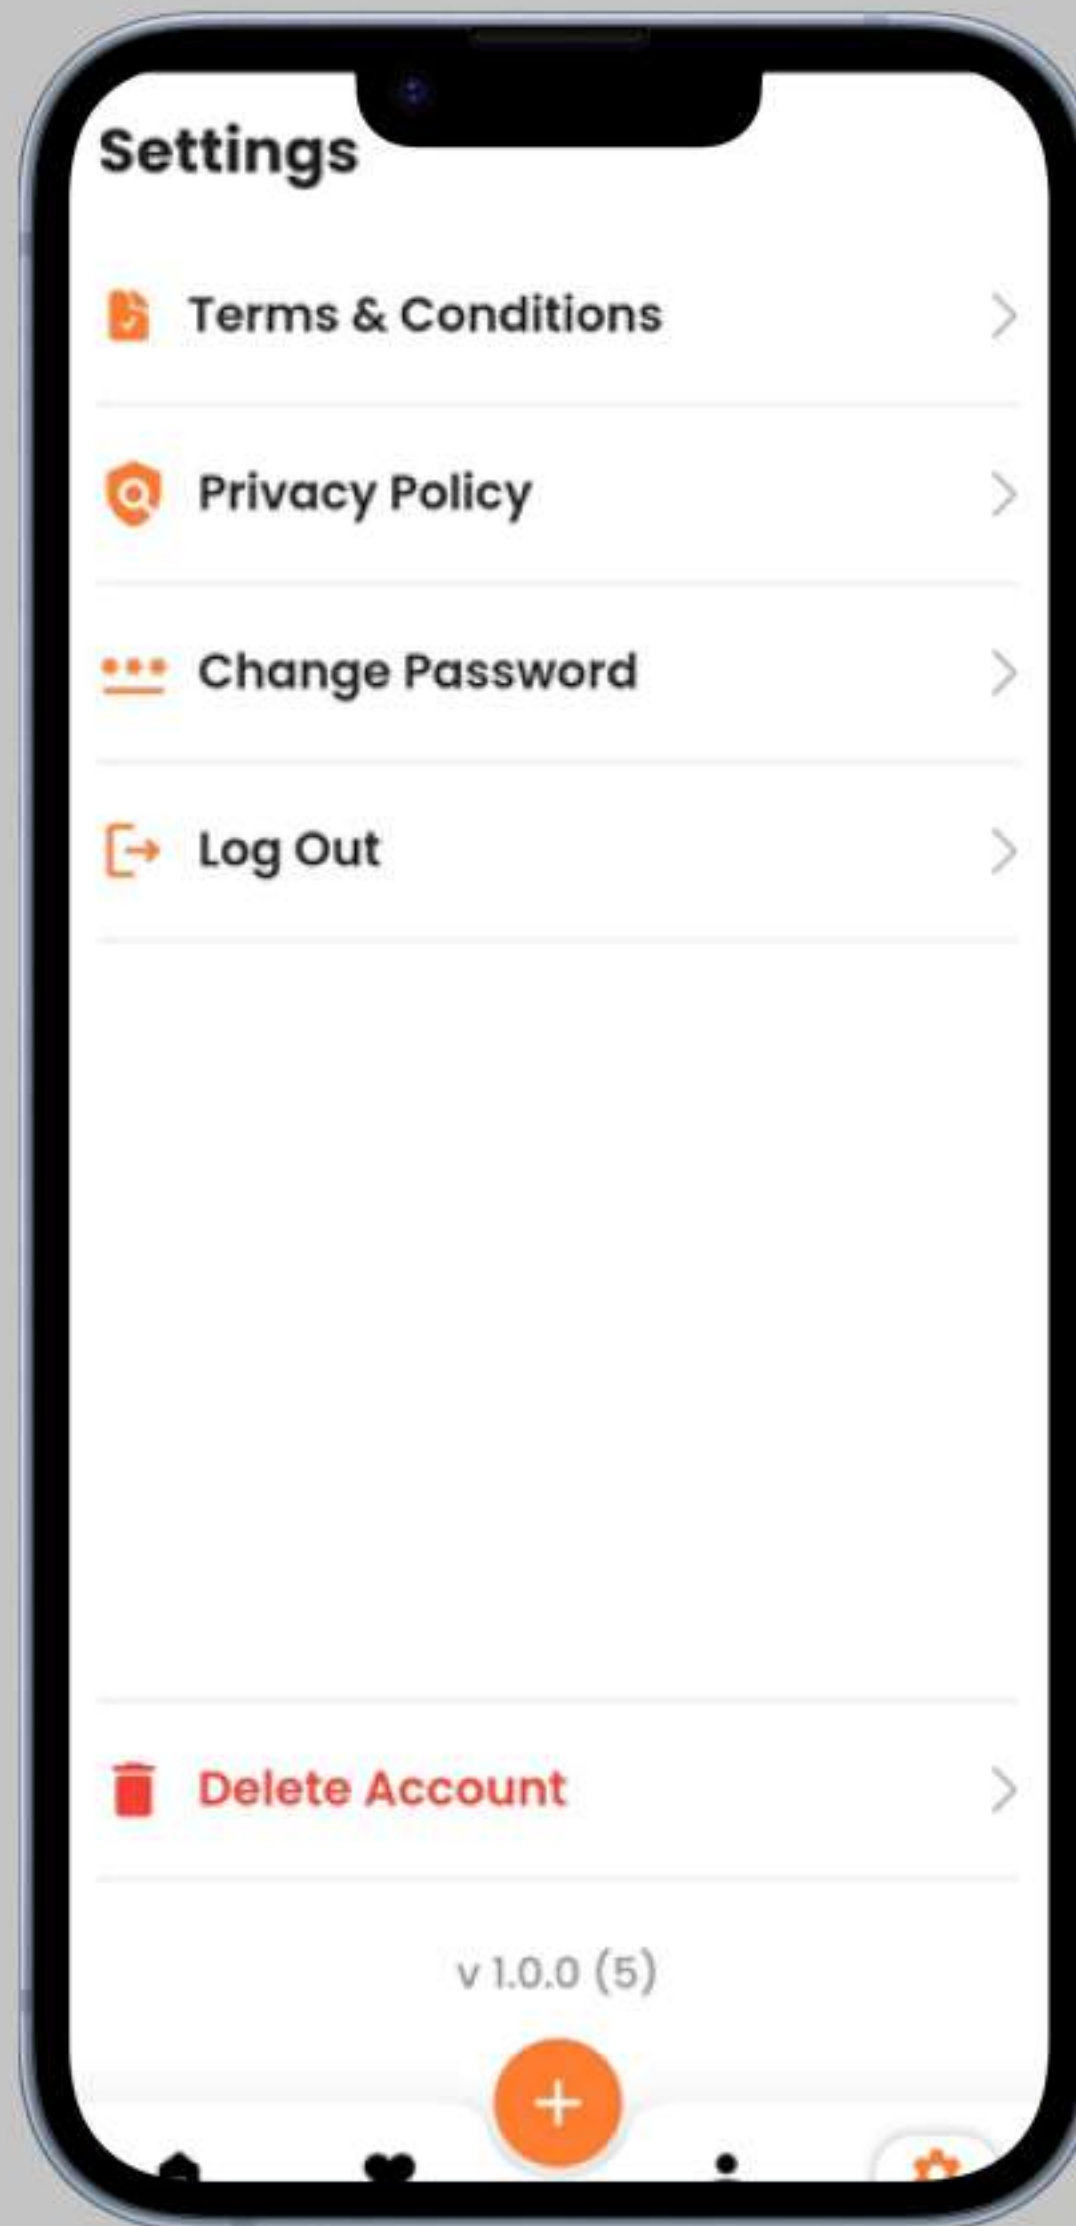 Settings
Terms & Conditions
Privacy Policy
Change Password
Log Out
Delete Account
v 1.0.0 (5)